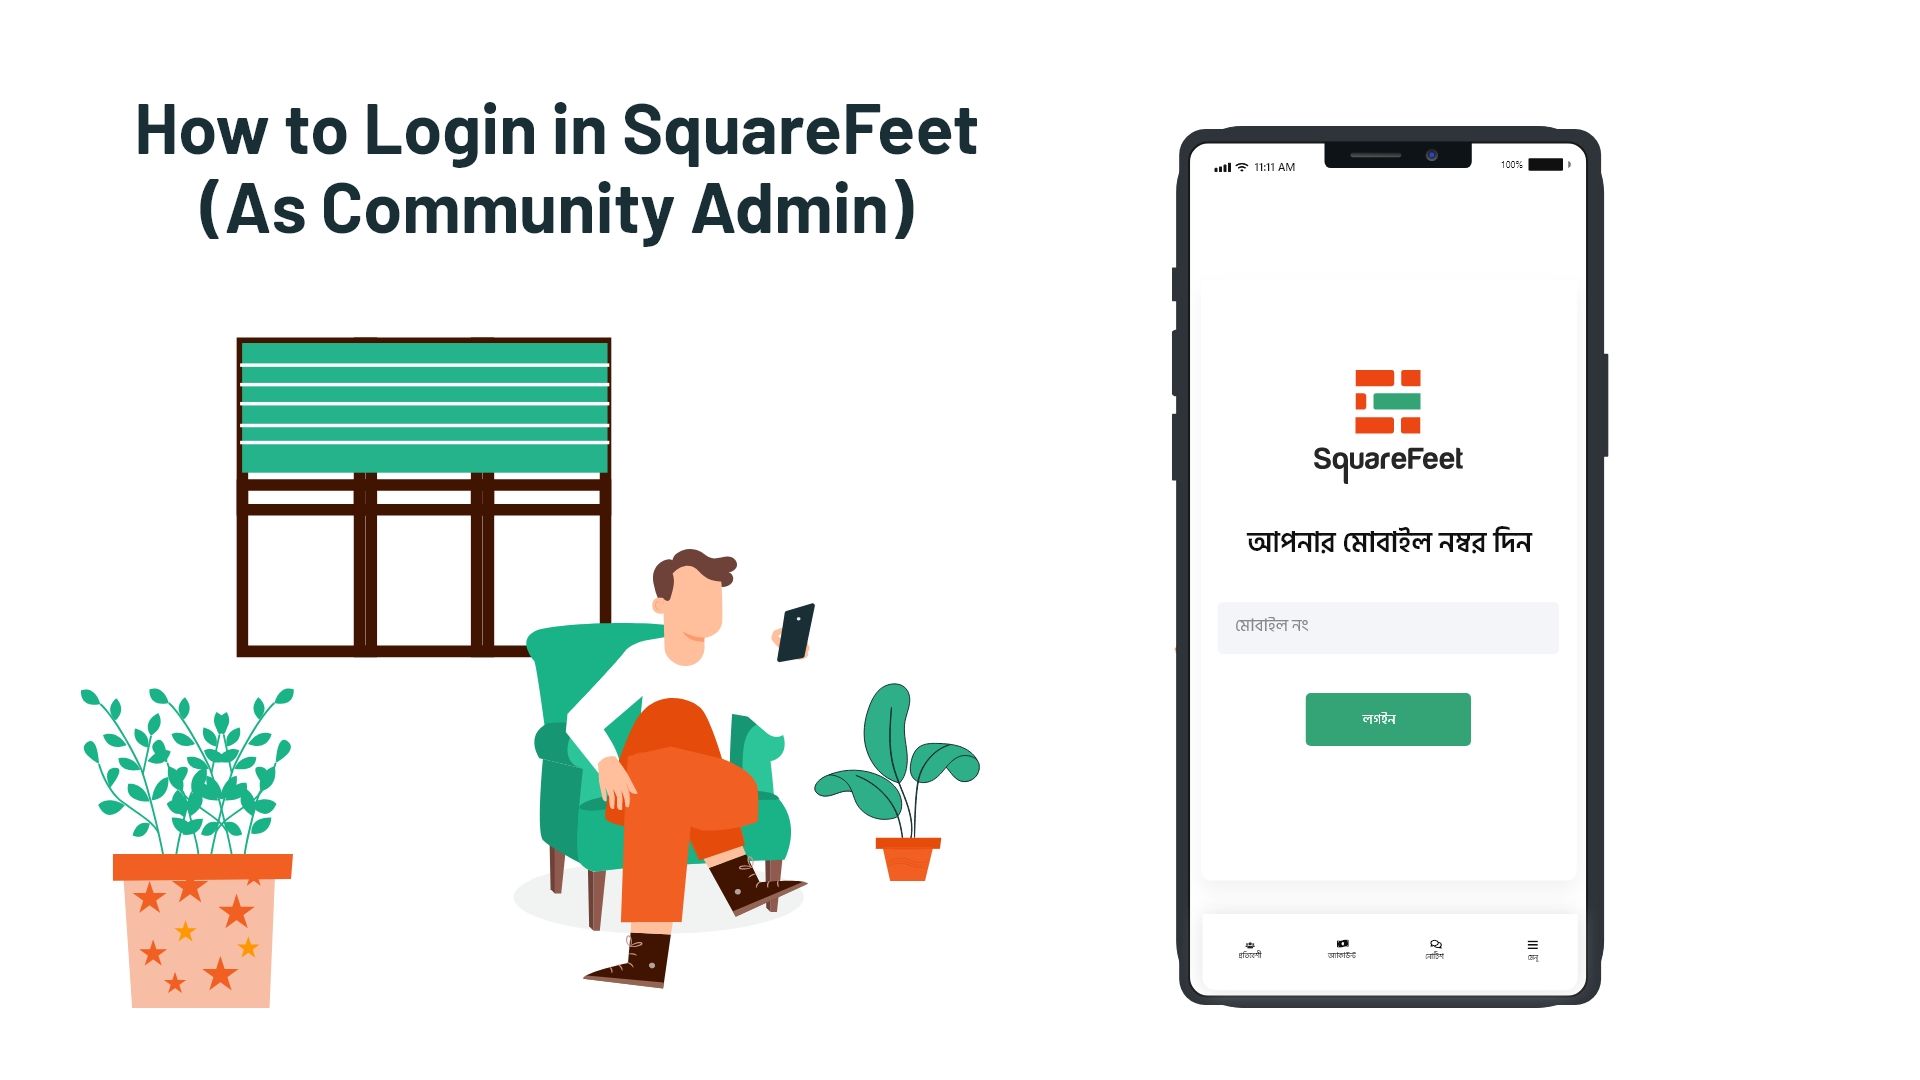 How to Login in SquareFeet
(As Community Admin)
11:11 AM
100%
SquareFeet
আপনার মোবাইল নম্বর দিন
মোবাইল নং
লগইন
প্রতিবেশী
অ্যাকাউন্ট
নোটিশ
মেনু